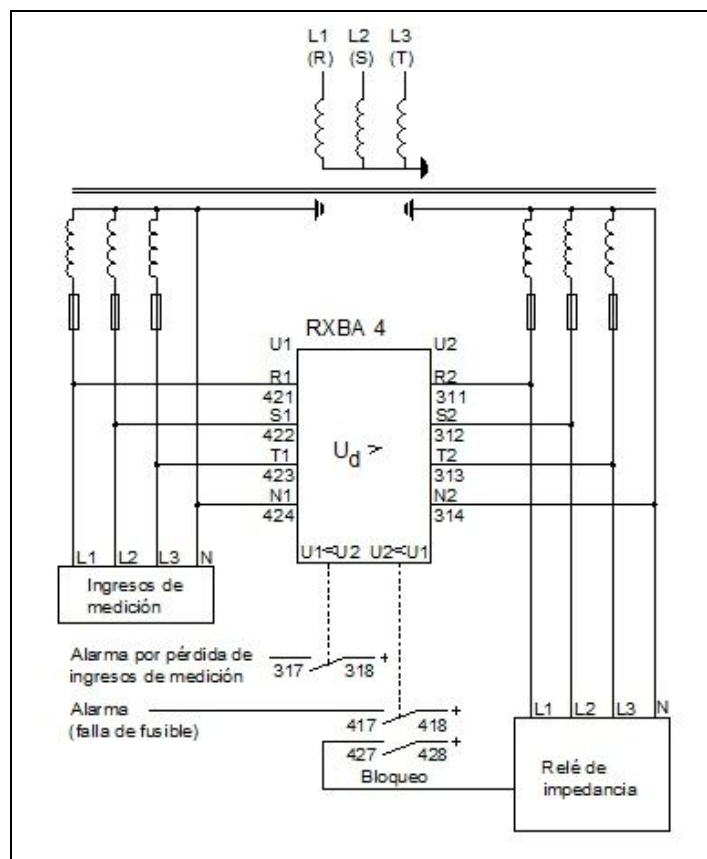 L1 L2 L3
(R) (S) (T)
RXBA 4
U1 U2
R1 R2
421 311
S1 S2
422 312
U_d >
T1 T2
423 313
N1 N2
424 314
U1<U2 U2<U1
L1 L2 L3 N
Ingresos de
medición
Alarma por pérdida de
ingresos de medición
317 318 +
Alarma
(falla de fusible)
417 418 +
427 428 +
Bloqueo
L1 L2 L3 N
Relé de
impedancia